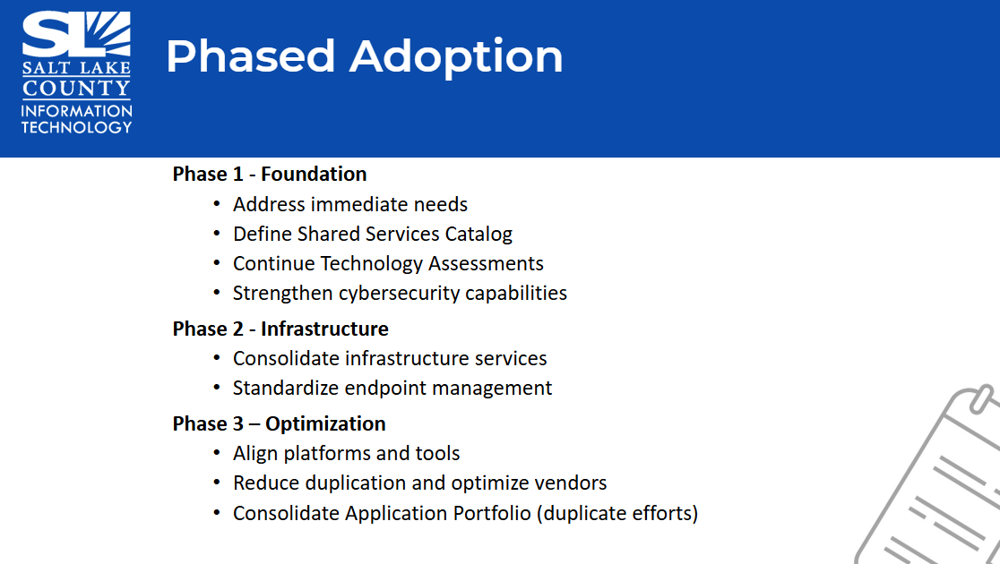 SL
SALT LAKE
COUNTY
INFORMATION
TECHNOLOGY
Phased Adoption
Phase 1 - Foundation
• Address immediate needs
• Define Shared Services Catalog
• Continue Technology Assessments
• Strengthen cybersecurity capabilities
Phase 2 - Infrastructure
• Consolidate infrastructure services
• Standardize endpoint management
Phase 3 – Optimization
• Align platforms and tools
• Reduce duplication and optimize vendors
• Consolidate Application Portfolio (duplicate efforts)